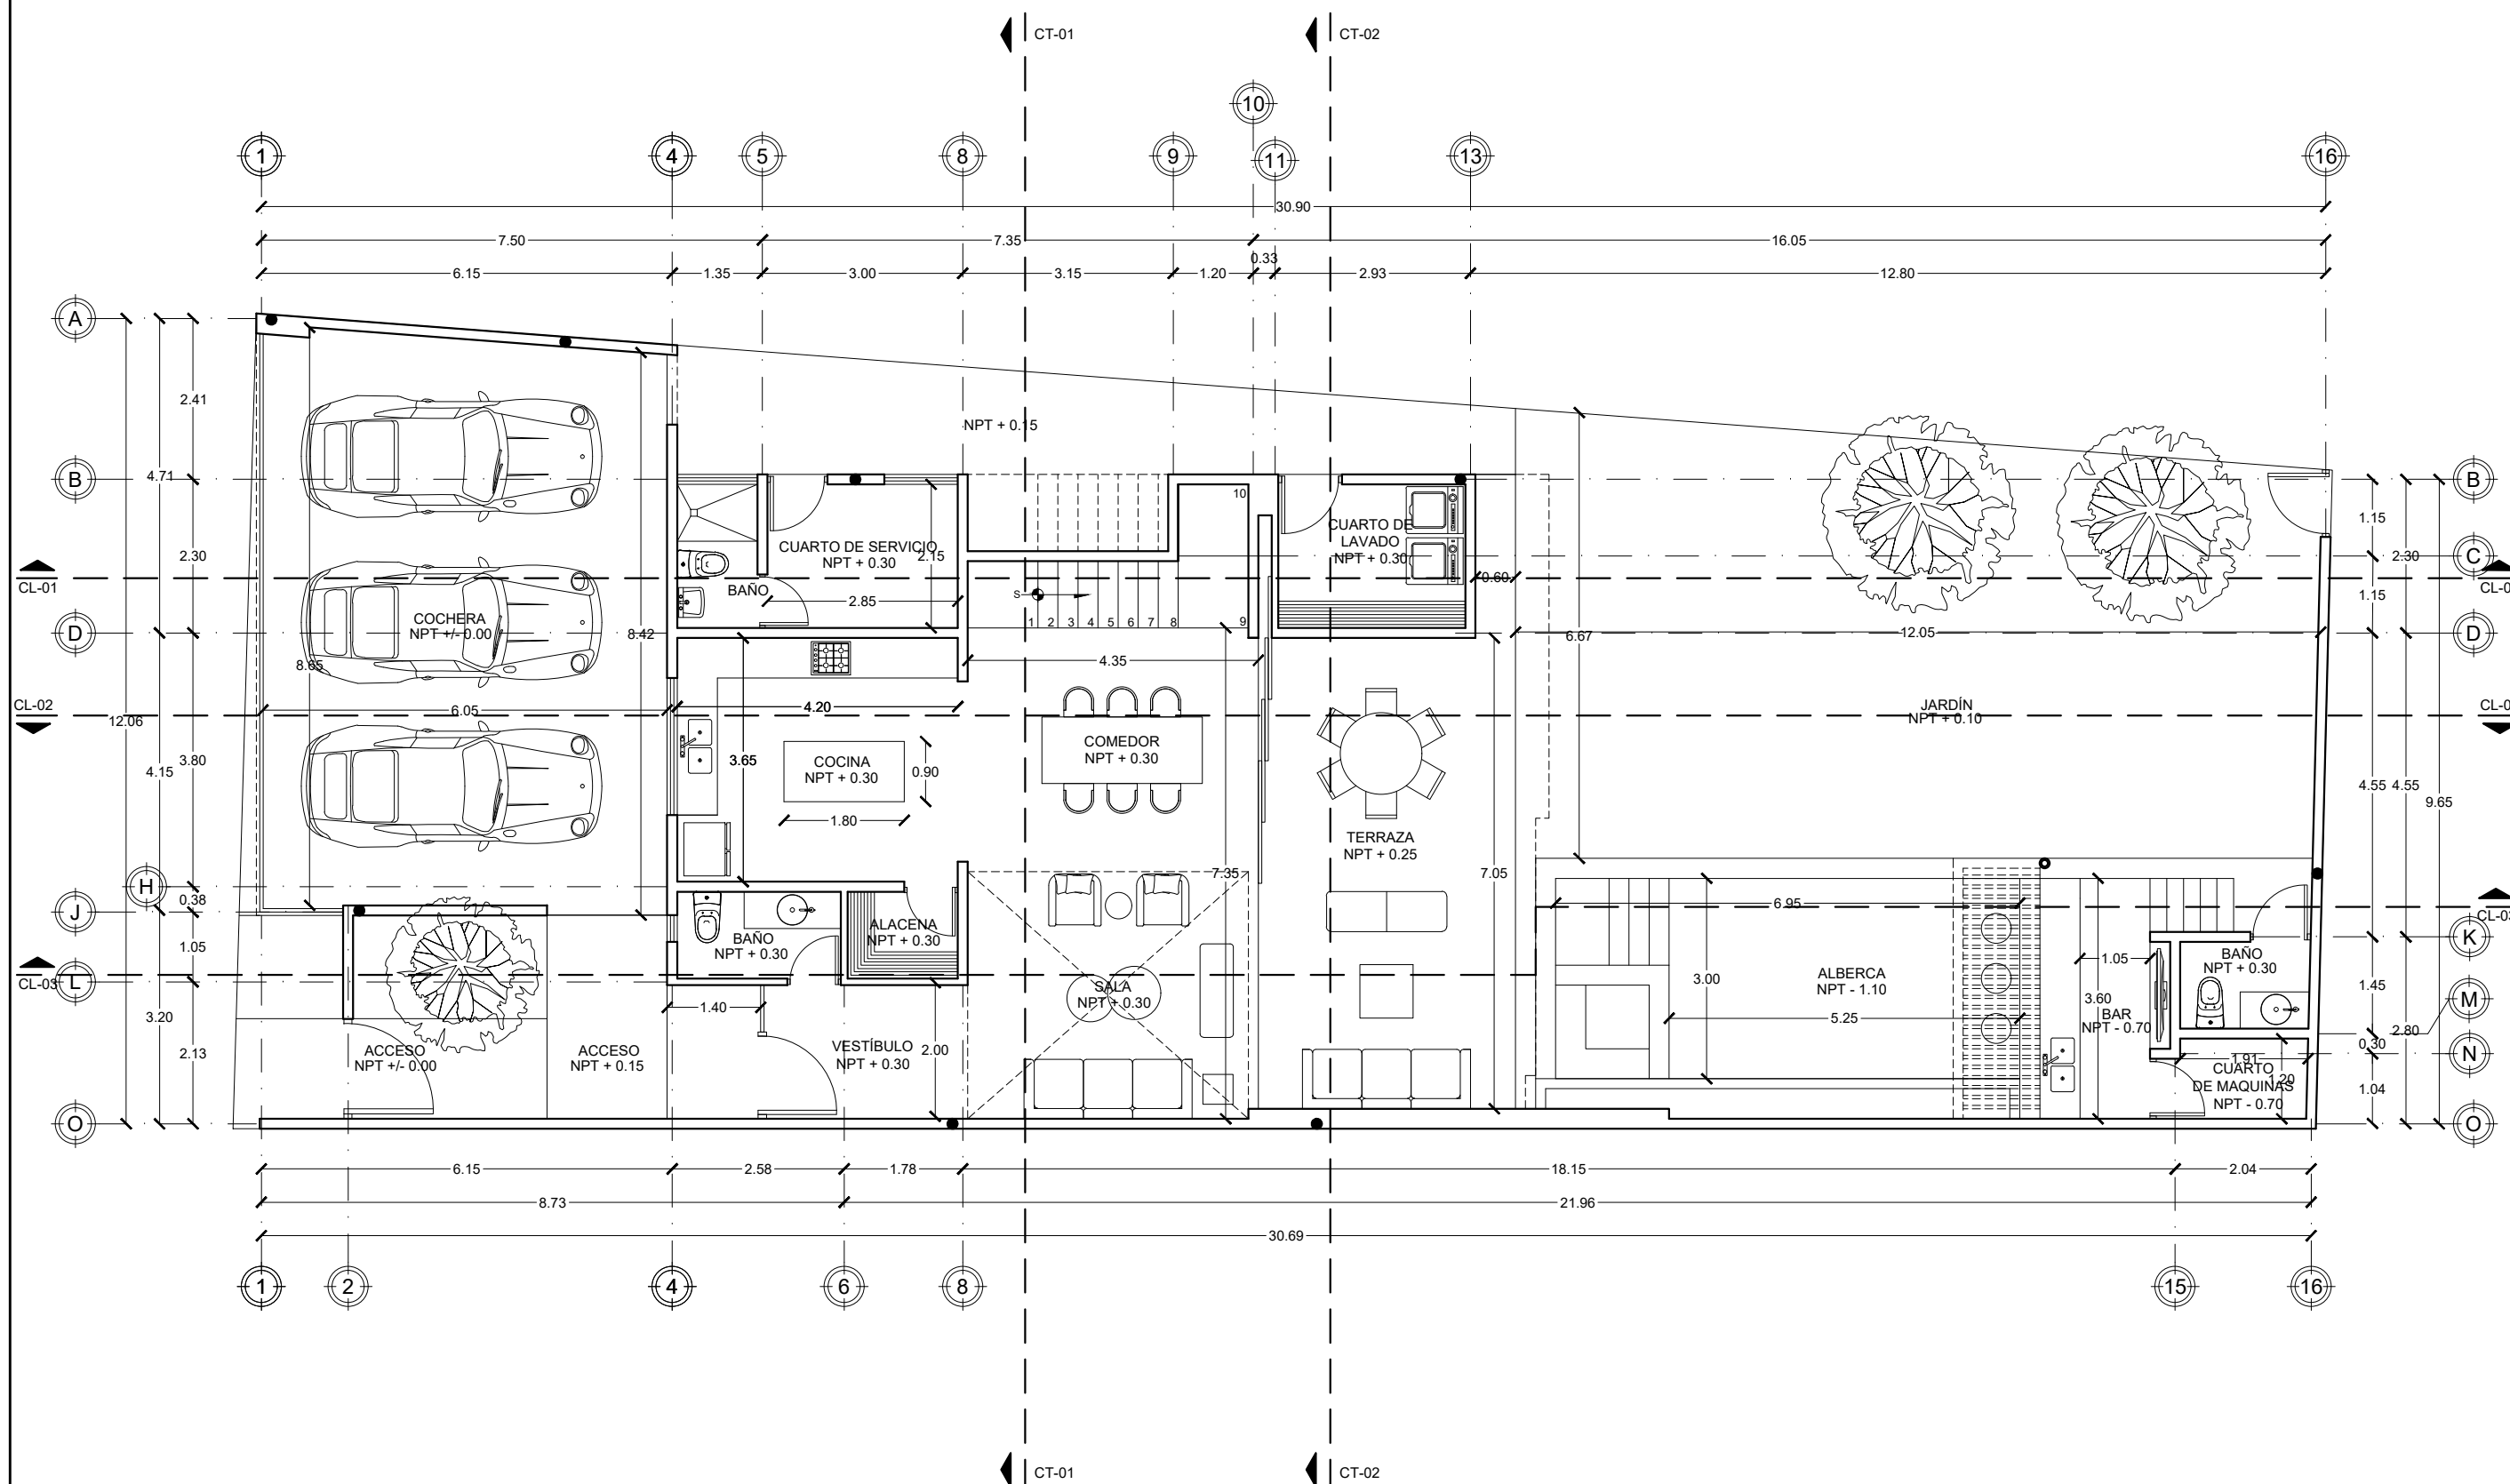 CT-01
CT-02
10
1
4
5
8
9
11
13
16
30.90
7.50
7.35
16.05
6.15
1.35
3.00
3.15
1.20
0.33
2.93
12.80
A
2.41
NPT + 0.15
B
4.71
10
B
1.15
CUARTO DE
LAVADO
NPT + 0.30
CUARTO DE SERVICIO
NPT + 0.30
2.15
2.30
2.30
C
CL-01
BAÑO
2.85
0.60
1.15
CL-0
S
COCHERA
NPT +/- 0.00
1
2
3
4
5
6
7
8
9
D
8.42
6.67
12.05
D
8.65
4.35
CL-02
12.06
6.05
4.20
JARDÍN
NPT + 0.10
CL-0
COMEDOR
NPT + 0.30
3.65
COCINA
NPT + 0.30
0.90
4.15
3.80
4.55
4.55
9.65
1.80
TERRAZA
NPT + 0.25
7.35
7.05
H
0.38
J
6.95
CL-03
ALACENA
NPT + 0.30
BAÑO
NPT + 0.30
1.05
K
BAÑO
NPT + 0.30
1.05
CL-03
L
ALBERCA
NPT - 1.10
3.00
SALA
NPT + 0.30
1.40
3.60
1.45
M
3.20
BAR
NPT - 0.70
5.25
2.13
ACCESO
NPT +/- 0.00
ACCESO
NPT + 0.15
VESTÍBULO
NPT + 0.30
2.00
2.80
0.30
N
1.91
CUARTO
DE MAQUINAS
NPT - 0.70
1.20
1.04
O
O
6.15
2.58
1.78
18.15
2.04
8.73
21.96
30.69
1
2
4
6
8
15
16
CT-01
CT-02